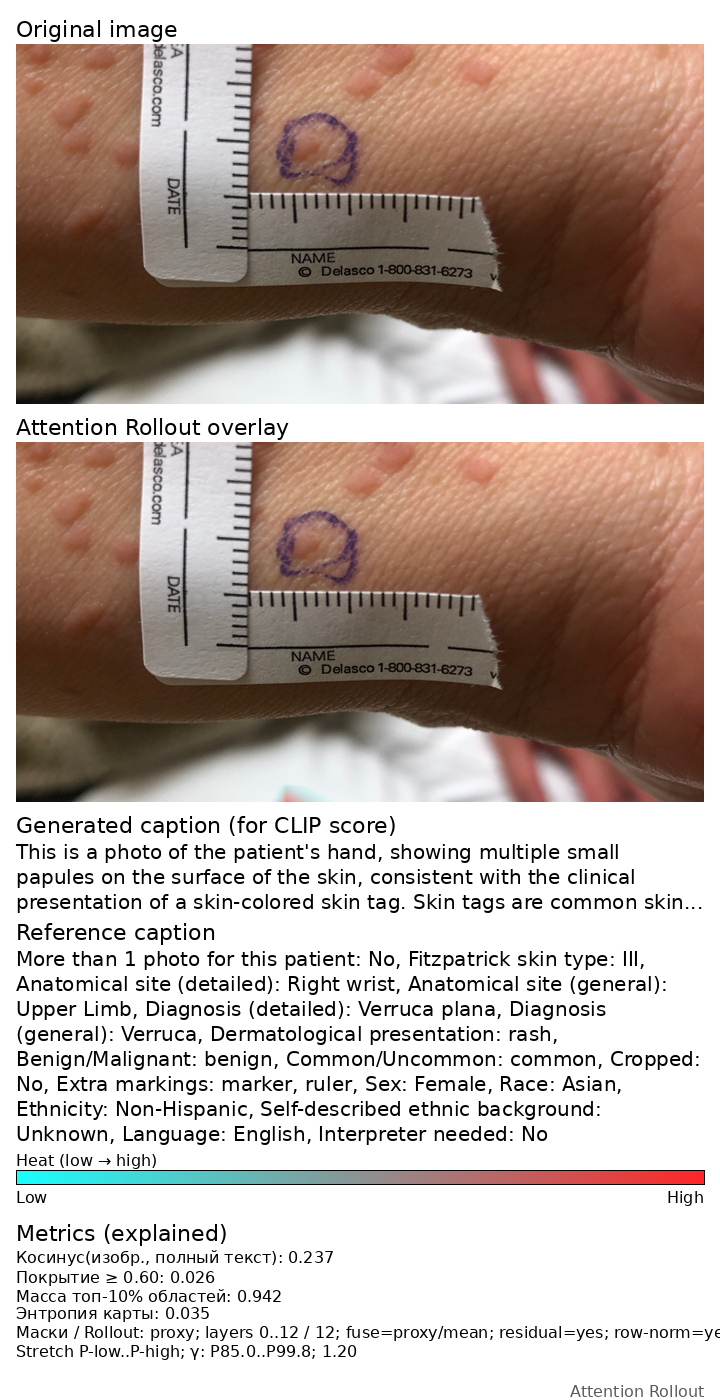 Original image
EA
delasco.com
DATE
NAME
© Delasco 1-800-831-6273
Attention Rollout overlay
EA
delasco.com
DATE
NAME
© Delasco 1-800-831-6273
Generated caption (for CLIP score)
This is a photo of the patient's hand, showing multiple small
papules on the surface of the skin, consistent with the clinical
presentation of a skin-colored skin tag. Skin tags are common skin...
Reference caption
More than 1 photo for this patient: No, Fitzpatrick skin type: III,
Anatomical site (detailed): Right wrist, Anatomical site (general):
Upper Limb, Diagnosis (detailed): Verruca plana, Diagnosis
(general): Verruca, Dermatological presentation: rash,
Benign/Malignant: benign, Common/Uncommon: common, Cropped:
No, Extra markings: marker, ruler, Sex: Female, Race: Asian,
Ethnicity: Non-Hispanic, Self-described ethnic background:
Unknown, Language: English, Interpreter needed: No
Heat (low → high)
Low High
Metrics (explained)
Косинус(изобр., полный текст): 0.237
Покрытие ≥ 0.60: 0.026
Масса топ-10% областей: 0.942
Энтропия карты: 0.035
Маски / Rollout: proxy; layers 0..12 / 12; fuse=proxy/mean; residual=yes; row-norm=ye
Stretch P-low..P-high; γ: P85.0..P99.8; 1.20
Attention Rollout